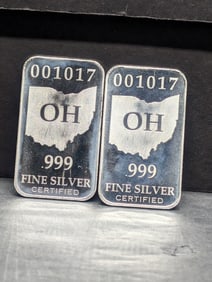 001017
OH
999
FINE SILVER
CERTIFIED
001017
OH
999
FINE SILVER
CERTIFIED